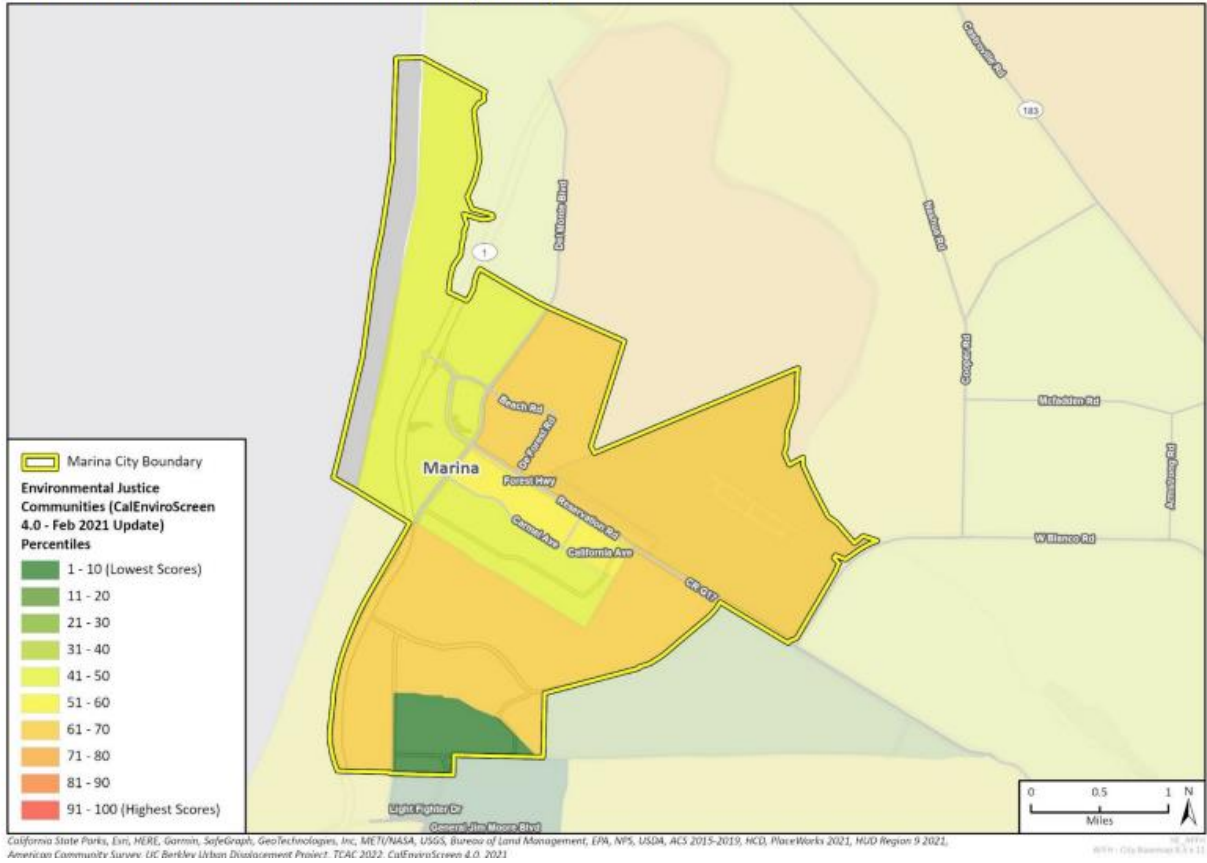 Castroville Rd
183
Del Monte Blvd
Nashua Rd
1
Cooper Rd
Mcfadden Rd
Armstrong Rd
Beach Rd
De Forest Rd
Marina
Forest Hwy
Reservation Rd
Carmel Ave
California Ave
W Blanco Rd
CR G17
Light Fighter Dr
General Jim Moore Blvd
Marina City Boundary
Environmental Justice
Communities (CalEnviroScreen
4.0 - Feb 2021 Update)
Percentiles
1 - 10 (Lowest Scores)
11 - 20
21 - 30
31 - 40
41 - 50
51 - 60
61 - 70
71 - 80
81 - 90
91 - 100 (Highest Scores)
0 0.5 1
Miles
N
California State Parks, Esri, HERE, Garmin, SafeGraph, GeoTechnologies, Inc, METI/NASA, USGS, Bureau of Land Management, EPA, NPS, USDA, ACS 2015-2019, HCD, PlaceWorks 2021, HUD Region 9 2021,
American Community Survey, UC Berkley Urban Displacement Project, TCAC 2022, CalEnviroScreen 4.0, 2021